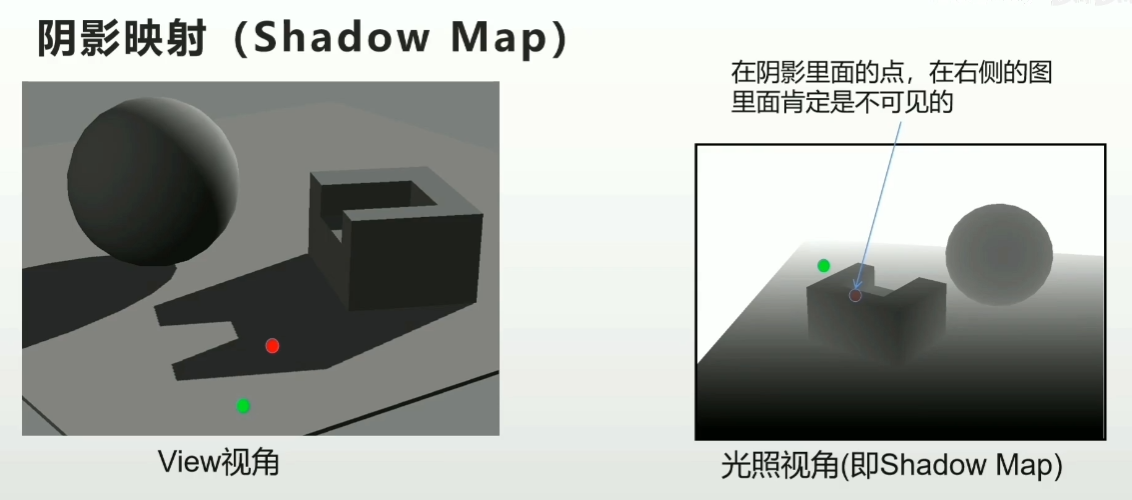 阴影映射（Shadow Map）
在阴影里面的点，在右侧的图
里面肯定是不可见的
View视角
光照视角(即Shadow Map)